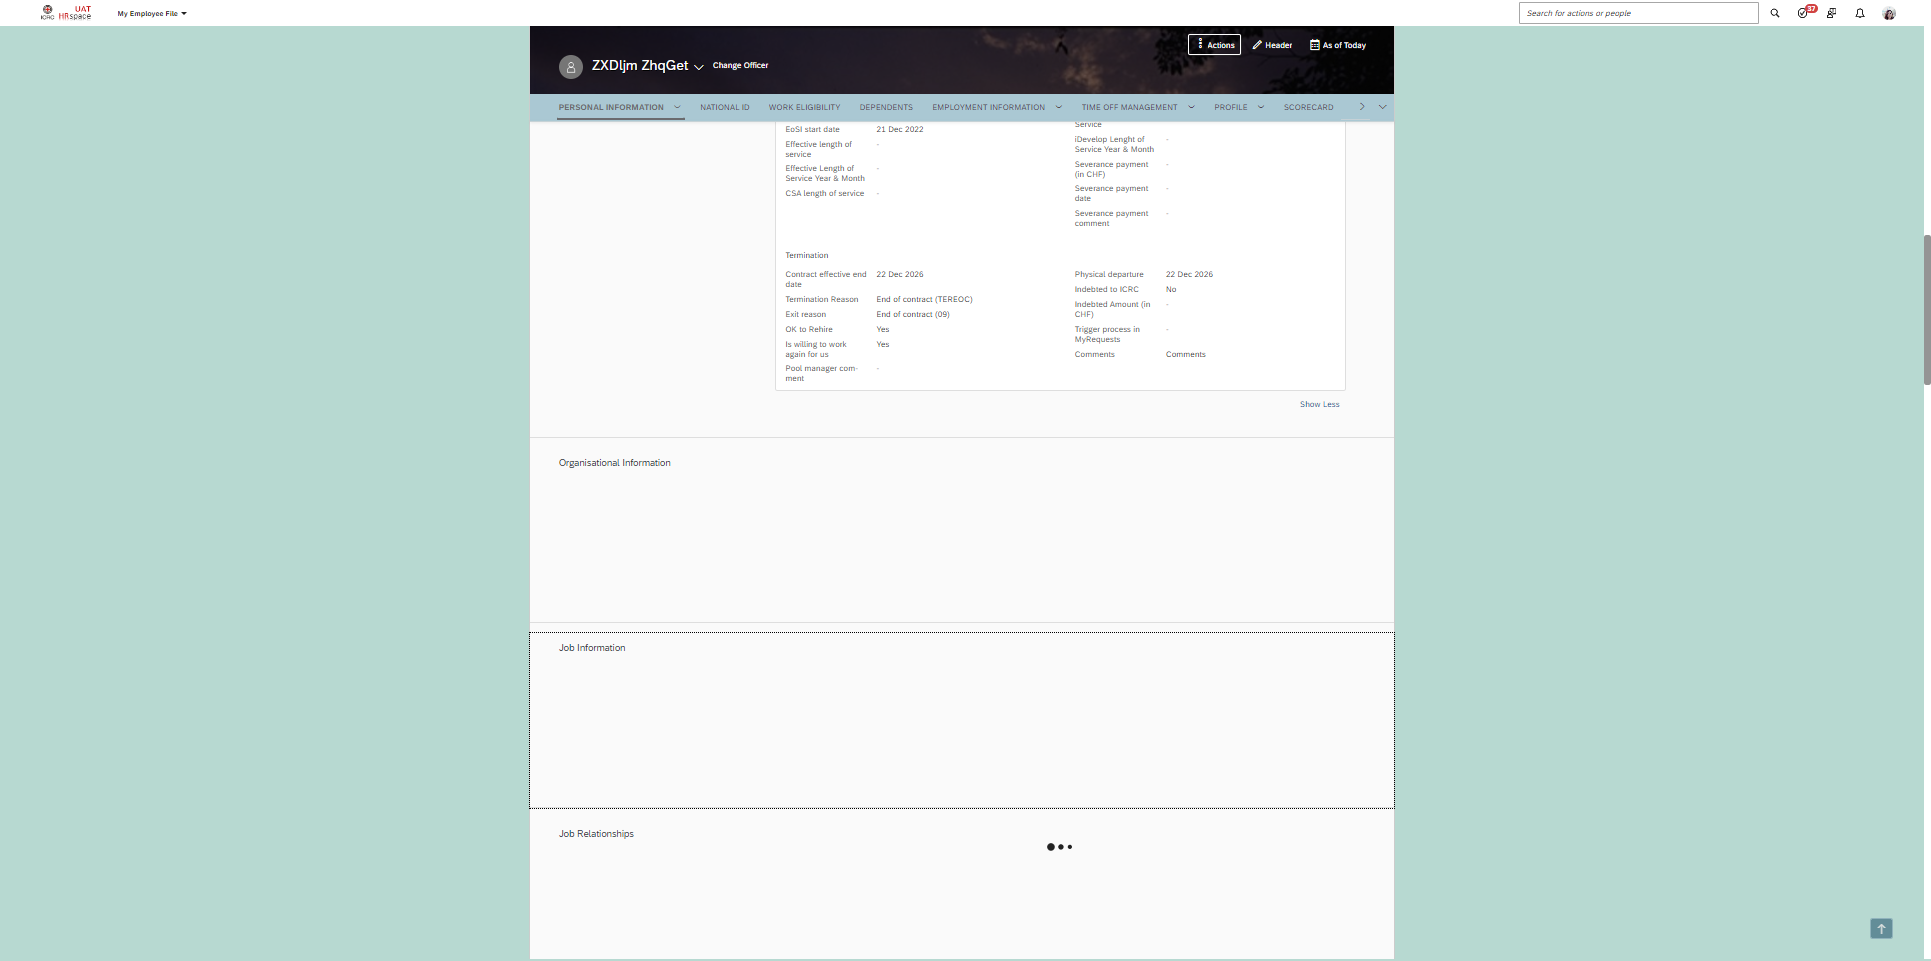 ICRC
UAT
HRspace
My Employee File
Search for actions or people
37
Actions
Header
As of Today
ZXDljm ZhqGet
Change Officer
PERSONAL INFORMATION
NATIONAL ID
WORK ELIGIBILITY
DEPENDENTS
EMPLOYMENT INFORMATION
TIME OFF MANAGEMENT
PROFILE
SCORECARD
EoSI start date
21 Dec 2022
Effective length of
service
-
Effective Length of
Service Year & Month
-
CSA length of service
-
Service
iDevelop Lenght of
Service Year & Month
-
Severance payment
(in CHF)
-
Severance payment
date
-
Severance payment
comment
-
Termination
Contract effective end
date
22 Dec 2026
Termination Reason
End of contract (TEREOC)
Exit reason
End of contract (09)
OK to Rehire
Yes
Is willing to work
again for us
Yes
Pool manager com-
ment
-
Physical departure
22 Dec 2026
Indebted to ICRC
No
Indebted Amount (in
CHF)
-
Trigger process in
MyRequests
-
Comments
Comments
Show Less
Organisational Information
Job Information
Job Relationships